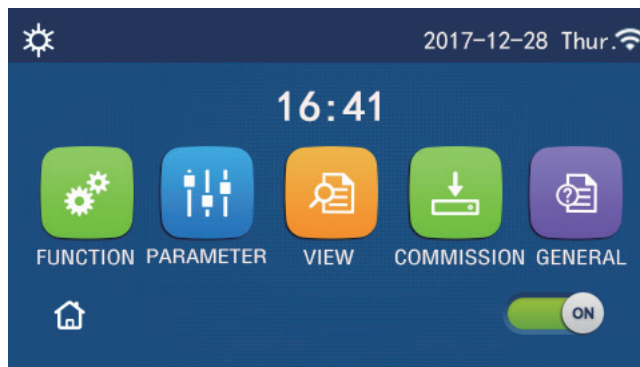 2017-12-28 Thur.
16:41
FUNCTION PARAMETER VIEW COMMISSION GENERAL
ON